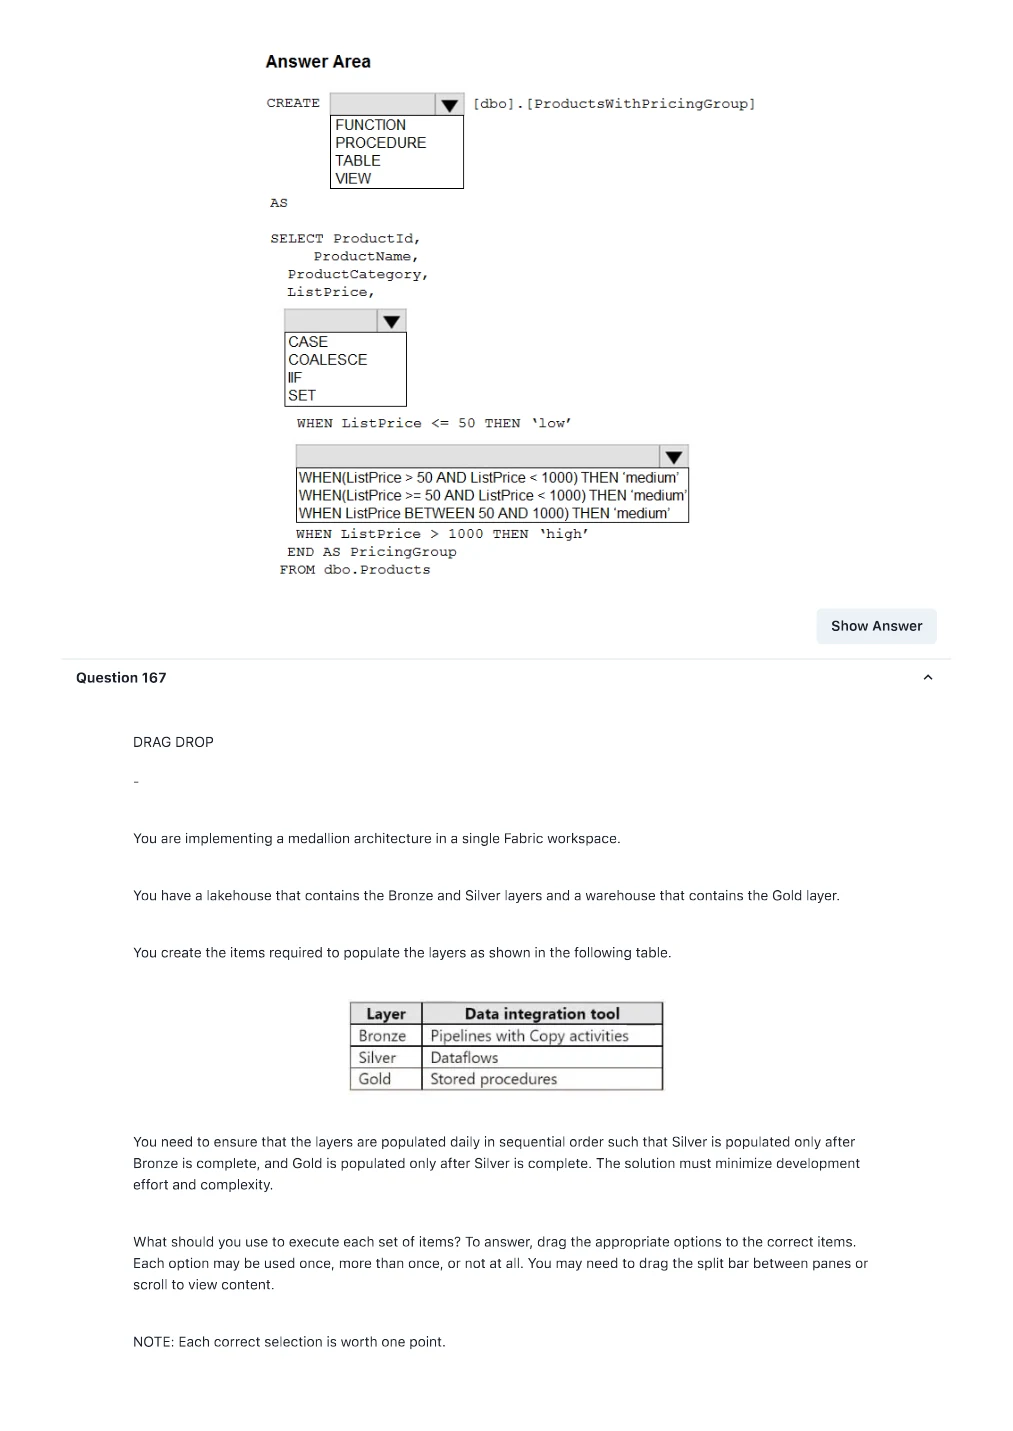 Answer Area
CREATE [dbo].[ProductsWithPricingGroup]
FUNCTION
PROCEDURE
TABLE
VIEW
AS
SELECT ProductId,
ProductName,
ProductCategory,
ListPrice,
CASE
COALESCE
IIF
SET
WHEN ListPrice <= 50 THEN ‘low’
WHEN(ListPrice > 50 AND ListPrice < 1000) THEN ‘medium’
WHEN(ListPrice >= 50 AND ListPrice < 1000) THEN ‘medium’
WHEN ListPrice BETWEEN 50 AND 1000) THEN ‘medium’
WHEN ListPrice > 1000 THEN ‘high’
END AS PricingGroup
FROM dbo.Products
Show Answer
Question 167
DRAG DROP
-
You are implementing a medallion architecture in a single Fabric workspace.
You have a lakehouse that contains the Bronze and Silver layers and a warehouse that contains the Gold layer.
You create the items required to populate the layers as shown in the following table.
Layer Data integration tool
Bronze Pipelines with Copy activities
Silver Dataflows
Gold Stored procedures
You need to ensure that the layers are populated daily in sequential order such that Silver is populated only after
Bronze is complete, and Gold is populated only after Silver is complete. The solution must minimize development
effort and complexity.
What should you use to execute each set of items? To answer, drag the appropriate options to the correct items.
Each option may be used once, more than once, or not at all. You may need to drag the split bar between panes or
scroll to view content.
NOTE: Each correct selection is worth one point.